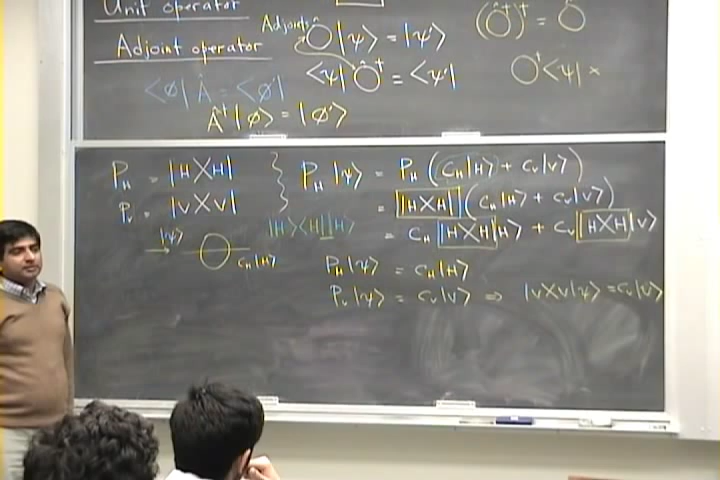 Unit operator
Adjoint operator
Adjoint
Ô|ψ⟩ = |ψ'⟩
⟨ψ|Ô† = ⟨ψ'|
(Ô†)† = Ô
O†⟨ψ| ×
⟨φ|Â = ⟨φ'|
Â†|φ⟩ = |φ'⟩
P_H = |H⟩⟨H|
P_V = |V⟩⟨V|
|ψ⟩
C_H|H⟩
P_H|ψ⟩ = P_H (C_H|H⟩ + C_V|V⟩)
= |H⟩⟨H| (C_H|H⟩ + C_V|V⟩)
|H⟩⟨H||H⟩
= C_H |H⟩⟨H|H⟩ + C_V |H⟩⟨H|V⟩
P_H|ψ⟩ = C_H|H⟩
P_V|ψ⟩ = C_V|V⟩ ⇒ |V⟩⟨V|ψ⟩ = C_V|V⟩